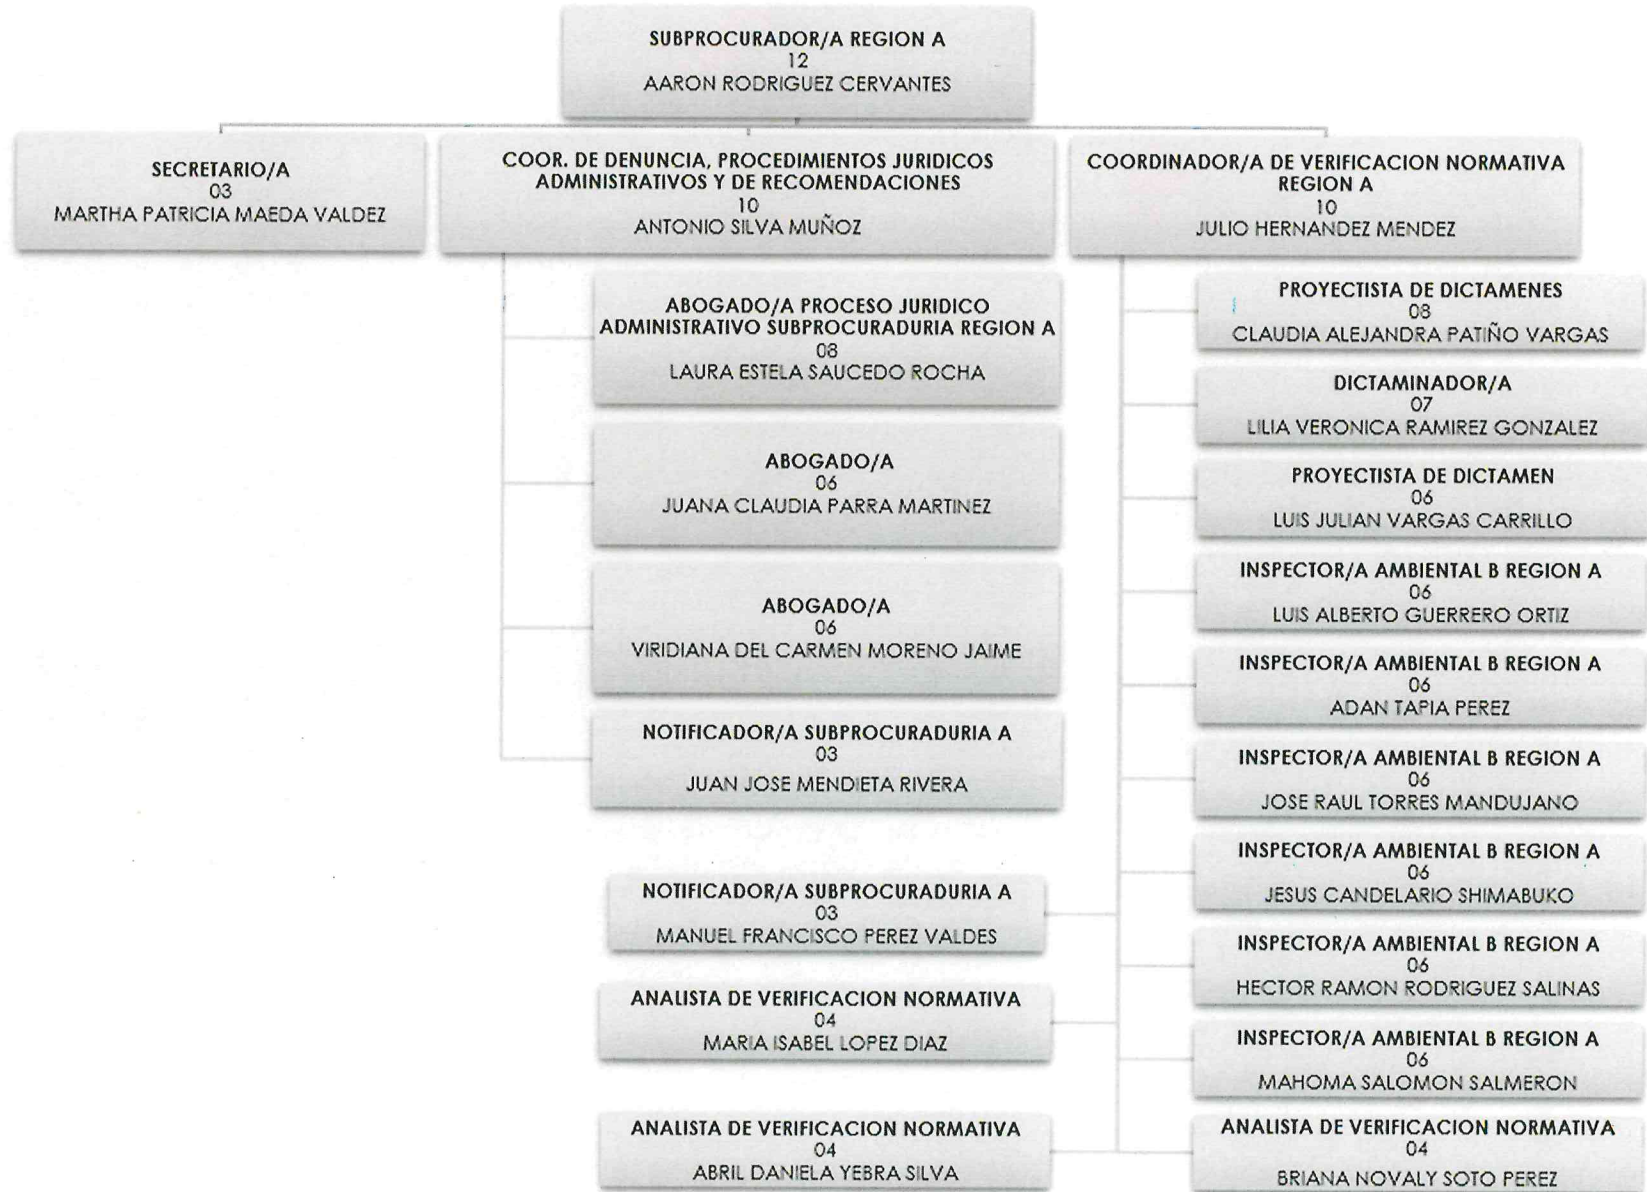 SUBPROCURADOR/A REGION A
12
AARON RODRIGUEZ CERVANTES
SECRETARIO/A
03
MARTHA PATRICIA MAEDA VALDEZ
COOR. DE DENUNCIA, PROCEDIMIENTOS JURIDICOS
ADMINISTRATIVOS Y DE RECOMENDACIONES
10
ANTONIO SILVA MUÑOZ
COORDINADOR/A DE VERIFICACION NORMATIVA
REGION A
10
JULIO HERNANDEZ MENDEZ
ABOGADO/A PROCESO JURIDICO
ADMINISTRATIVO SUBPROCURADURIA REGION A
08
LAURA ESTELA SAUCEDO ROCHA
ABOGADO/A
06
JUANA CLAUDIA PARRA MARTINEZ
ABOGADO/A
06
VIRIDIANA DEL CARMEN MORENO JAIME
NOTIFICADOR/A SUBPROCURADURIA A
03
JUAN JOSE MENDIETA RIVERA
NOTIFICADOR/A SUBPROCURADURIA A
03
MANUEL FRANCISCO PEREZ VALDES
ANALISTA DE VERIFICACION NORMATIVA
04
MARIA ISABEL LOPEZ DIAZ
ANALISTA DE VERIFICACION NORMATIVA
04
ABRIL DANIELA YEBRA SILVA
PROYECTISTA DE DICTAMENES
08
CLAUDIA ALEJANDRA PATIÑO VARGAS
DICTAMINADOR/A
07
LILIA VERONICA RAMIREZ GONZALEZ
PROYECTISTA DE DICTAMEN
06
LUIS JULIAN VARGAS CARRILLO
INSPECTOR/A AMBIENTAL B REGION A
06
LUIS ALBERTO GUERRERO ORTIZ
INSPECTOR/A AMBIENTAL B REGION A
06
ADAN TAPIA PEREZ
INSPECTOR/A AMBIENTAL B REGION A
06
JOSE RAUL TORRES MANDUJANO
INSPECTOR/A AMBIENTAL B REGION A
06
JESUS CANDELARIO SHIMABUKO
INSPECTOR/A AMBIENTAL B REGION A
06
HECTOR RAMON RODRIGUEZ SALINAS
INSPECTOR/A AMBIENTAL B REGION A
06
MAHOMA SALOMON SALMERON
ANALISTA DE VERIFICACION NORMATIVA
04
BRIANA NOVALY SOTO PEREZ